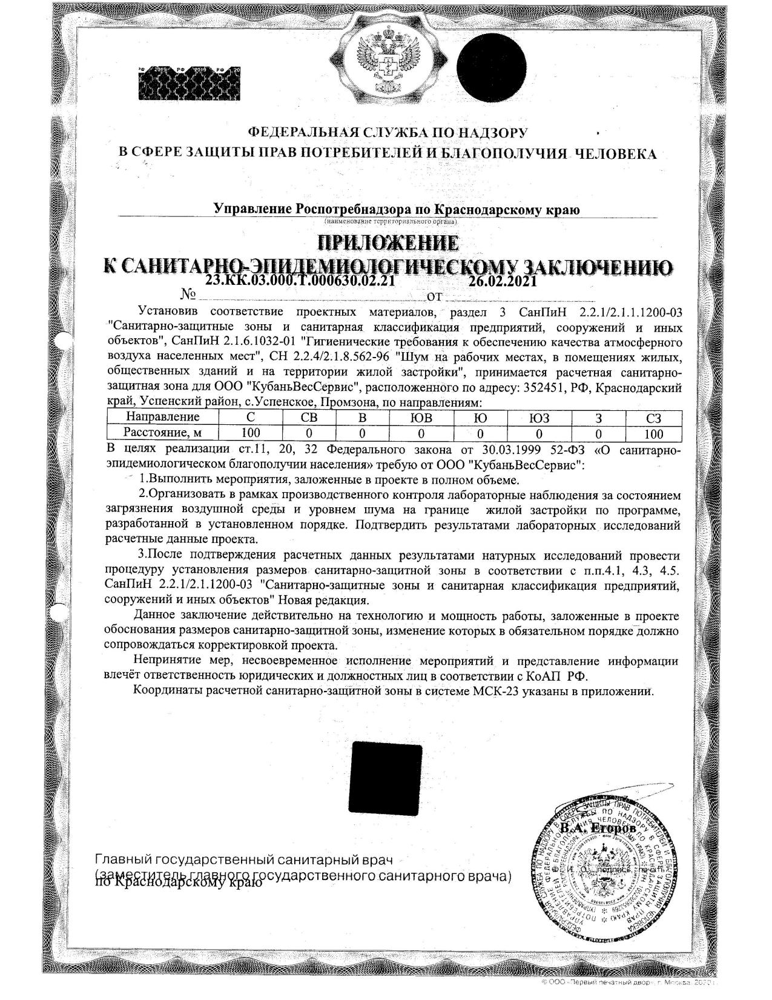 РФ 2019 РФ 2019 РФ 20
ФЕДЕРАЛЬНАЯ СЛУЖБА ПО НАДЗОРУ
В СФЕРЕ ЗАЩИТЫ ПРАВ ПОТРЕБИТЕЛЕЙ И БЛАГОПОЛУЧИЯ ЧЕЛОВЕКА
Управление Роспотребнадзора по Краснодарскому краю
(наименование территориального органа)
ПРИЛОЖЕНИЕ
К САНИТАРНО-ЭПИДЕМИОЛОГИЧЕСКОМУ ЗАКЛЮЧЕНИЮ
23.КК.03.000.Т.000630.02.21 26.02.2021
№ от
Установив соответствие проектных материалов, раздел 3 СанПиН 2.2.1/2.1.1.1200-03
"Санитарно-защитные зоны и санитарная классификация предприятий, сооружений и иных
объектов", СанПиН 2.1.6.1032-01 "Гигиенические требования к обеспечению качества атмосферного
воздуха населенных мест", СН 2.2.4/2.1.8.562-96 "Шум на рабочих местах, в помещениях жилых,
общественных зданий и на территории жилой застройки", принимается расчетная санитарно-
защитная зона для ООО "КубаньВесСервис", расположенного по адресу: 352451, РФ, Краснодарский
край, Успенский район, с.Успенское, Промзона, по направлениям:
Направление С СВ В ЮВ Ю ЮЗ З СЗ
Расстояние, м 100 0 0 0 0 0 0 100
В целях реализации ст.11, 20, 32 Федерального закона от 30.03.1999 52-ФЗ «О санитарно-
эпидемиологическом благополучии населения» требую от ООО "КубаньВесСервис":
1.Выполнить мероприятия, заложенные в проекте в полном объеме.
2.Организовать в рамках производственного контроля лабораторные наблюдения за состоянием
загрязнения воздушной среды и уровнем шума на границе жилой застройки по программе,
разработанной в установленном порядке. Подтвердить результатами лабораторных исследований
расчетные данные проекта.
3.После подтверждения расчетных данных результатами натурных исследований провести
процедуру установления размеров санитарно-защитной зоны в соответствии с п.п.4.1, 4.3, 4.5.
СанПиН 2.2.1/2.1.1200-03 "Санитарно-защитные зоны и санитарная классификация предприятий,
сооружений и иных объектов" Новая редакция.
Данное заключение действительно на технологию и мощность работы, заложенные в проекте
обоснования размеров санитарно-защитной зоны, изменение которых в обязательном порядке должно
сопровождаться корректировкой проекта.
Непринятие мер, несвоевременное исполнение мероприятий и представление информации
влечёт ответственность юридических и должностных лиц в соответствии с КоАП РФ.
Координаты расчетной санитарно-защитной зоны в системе МСК-23 указаны в приложении.
В.А. Егоров
Главный государственный санитарный врач
(заместитель главного государственного санитарного врача)
по Краснодарскому краю
Ф. И. О., подпись, печать
© ООО «Первый печатный двор», г. Москва, 2020 г.